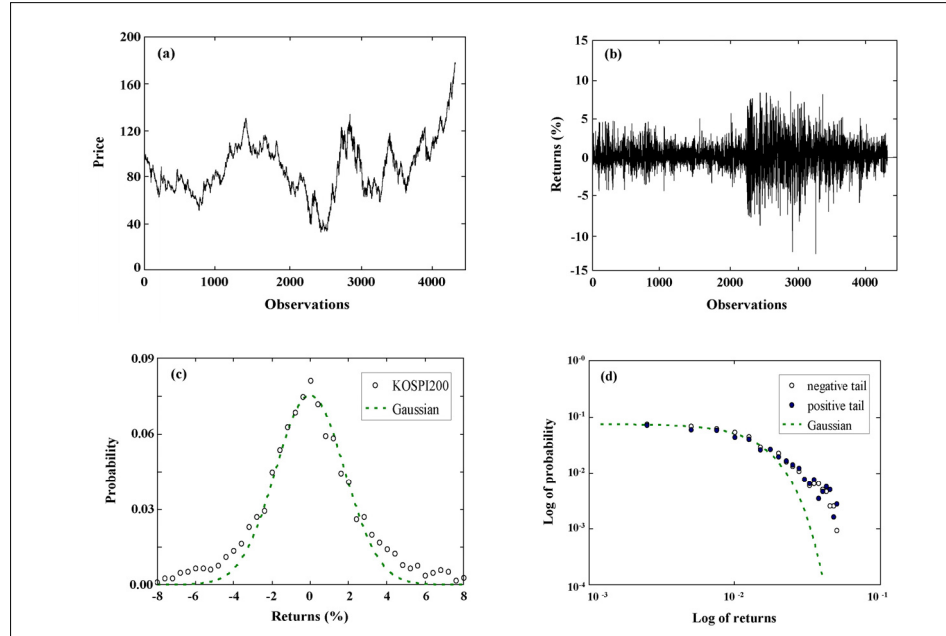 (a)
200
160
120
80
40
0
Price
0
1000
2000
3000
4000
Observations
(b)
15
10
5
0
-5
-10
-15
Returns (%)
0
1000
2000
3000
4000
Observations
(c)
0.09
0.06
0.03
0.00
Probability
KOSPI200
Gaussian
-8
-6
-4
-2
0
2
4
6
8
Returns (%)
(d)
10⁻⁰
10⁻¹
10⁻²
10⁻³
10⁻⁴
Log of probability
negative tail
positive tail
Gaussian
10⁻³
10⁻²
10⁻¹
Log of returns